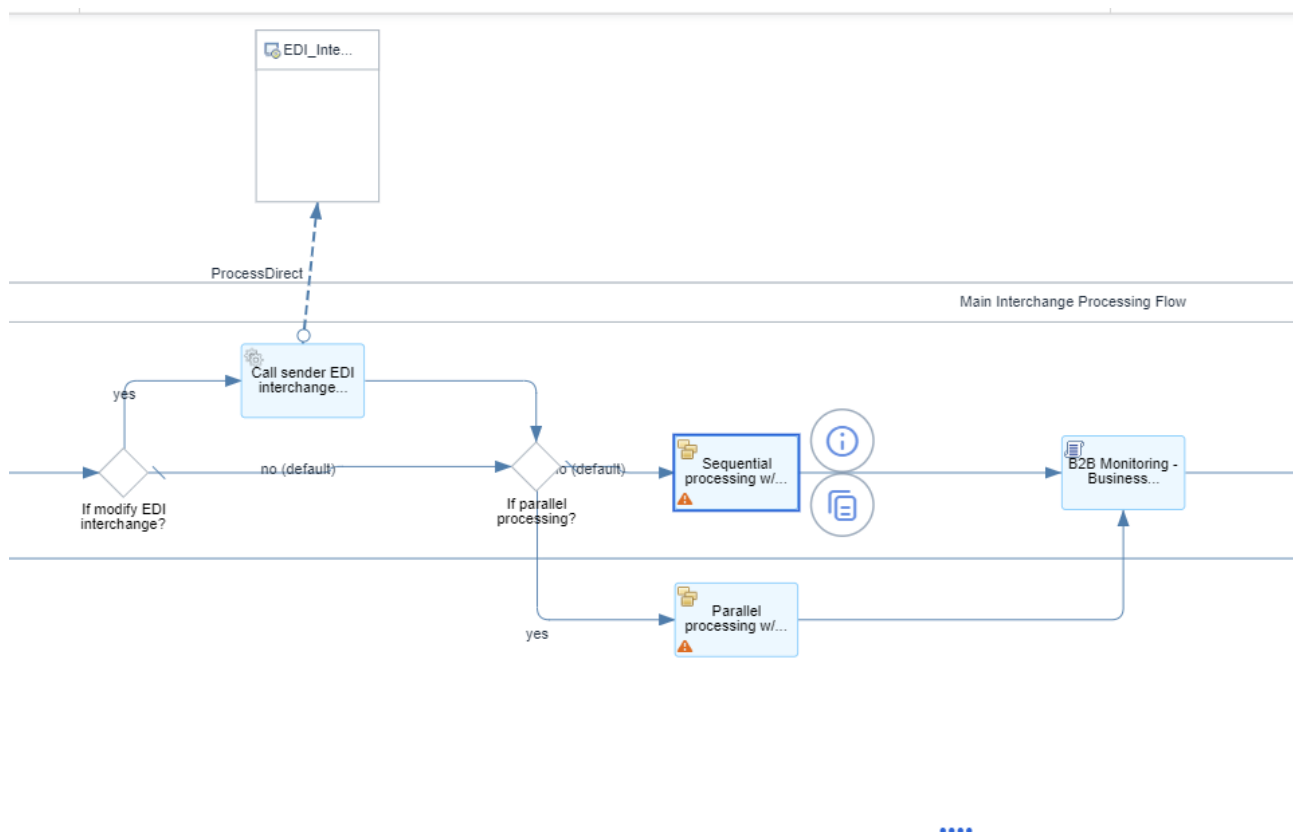 EDI_Inte...
ProcessDirect
Main Interchange Processing Flow
Call sender EDI
interchange...
yes
no (default)
If modify EDI
interchange?
(default)
If parallel
processing?
Sequential
processing w/...
B2B Monitoring -
Business...
Parallel
processing w/...
yes